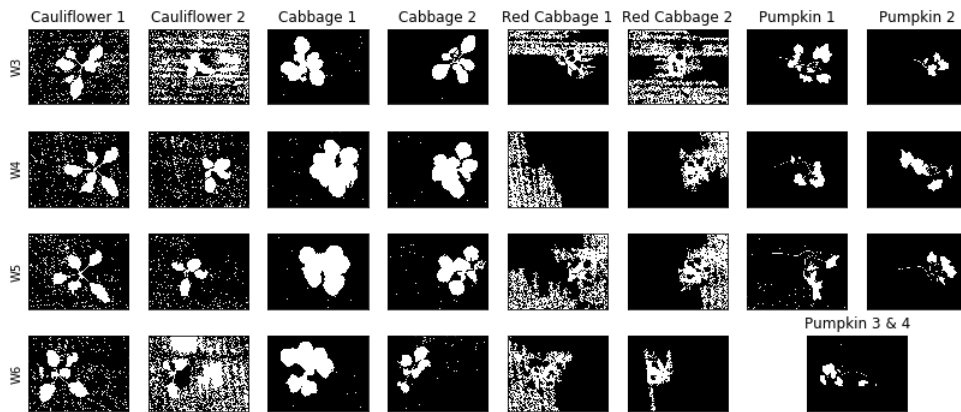 Cauliflower 1 Cauliflower 2 Cabbage 1 Cabbage 2 Red Cabbage 1 Red Cabbage 2 Pumpkin 1 Pumpkin 2
W3
W4
W5
Pumpkin 3 & 4
W6